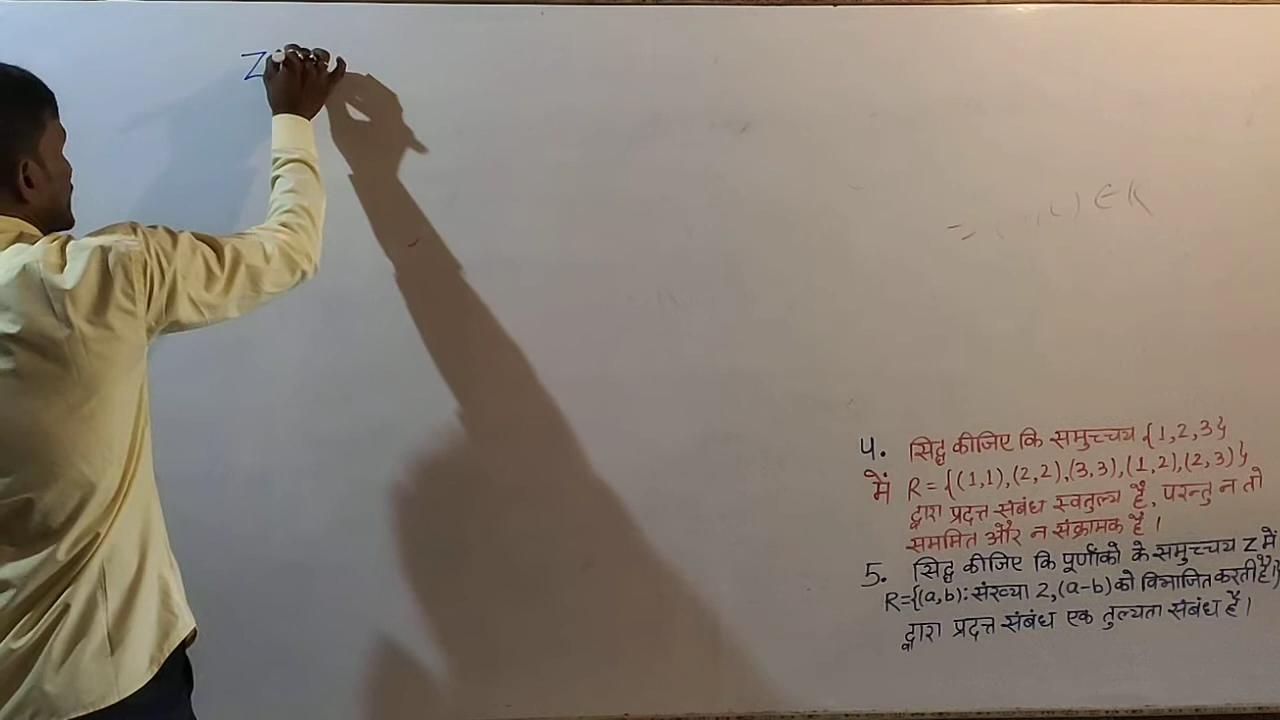 Z
∈ R
4. सिद्ध कीजिए कि समुच्चय {1,2,3}
में R = {(1,1),(2,2),(3,3),(1,2),(2,3)}
द्वारा प्रदत्त संबंध स्वतुल्य है, परन्तु न तो
सममित और न संक्रामक है।
5. सिद्ध कीजिए कि पूर्णांको के समुच्चय Z में
R={(a,b):संख्या 2,(a-b) को विभाजित करती है}
द्वारा प्रदत्त संबंध एक तुल्यता संबंध है।